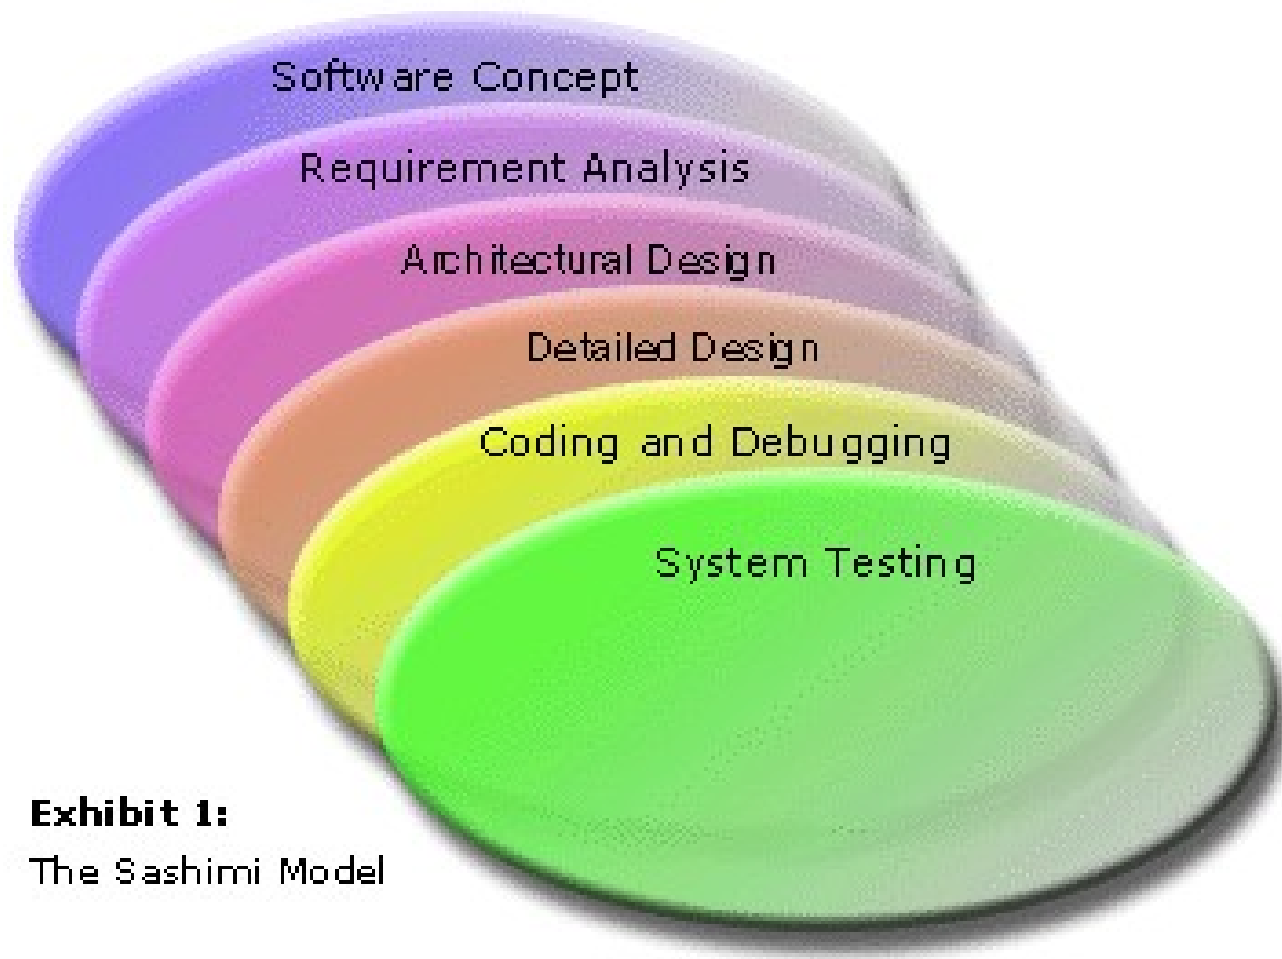 Software Concept
Requirement Analysis
Architectural Design
Detailed Design
Coding and Debugging
System Testing
Exhibit 1:
The Sashimi Model